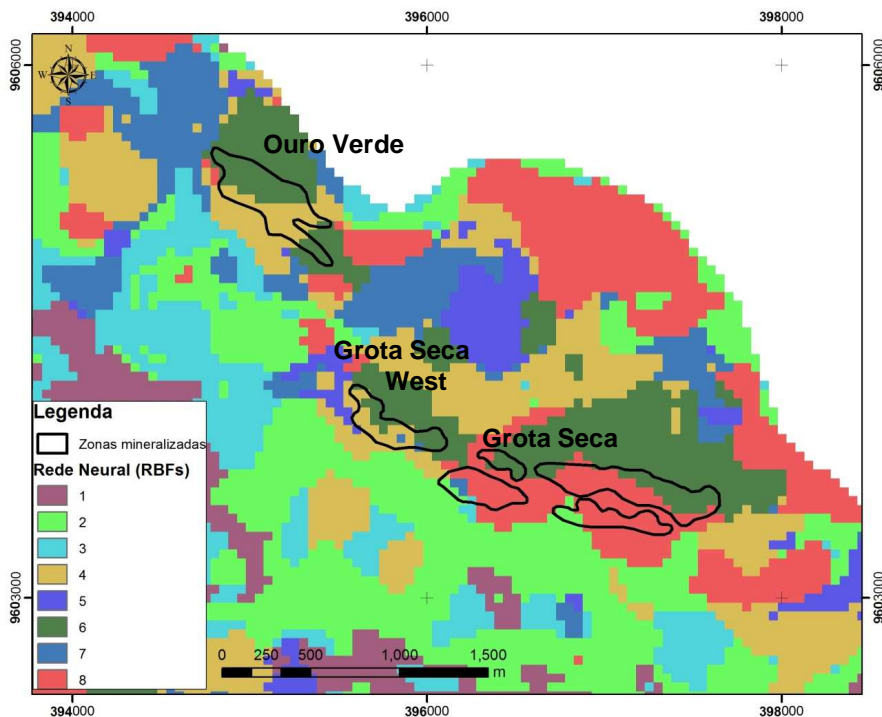 394000 396000 398000
9606000 9606000
N
W E
S
Ouro Verde
Grota Seca
West
Grota Seca
Legenda
Zonas mineralizadas
Rede Neural (RBFs)
1
2
3
4
5
6
7
8
9603000 9603000
0 250 500 1,000 1,500
m
394000 396000 398000